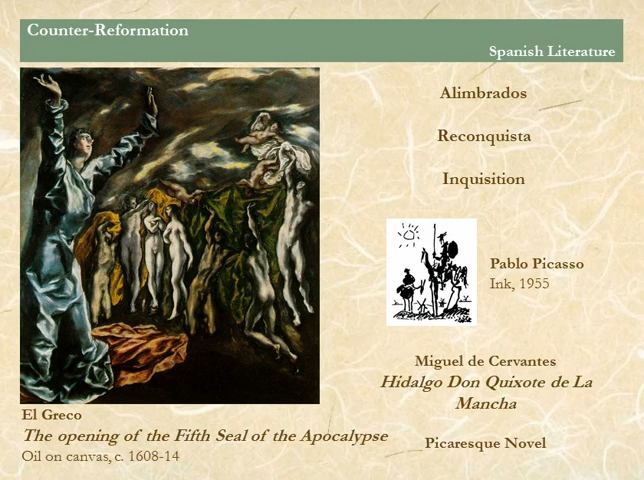 Counter-Reformation
Spanish Literature
Alimbrados
Reconquista
Inquisition
Pablo Picasso
Ink, 1955
Miguel de Cervantes
Hidalgo Don Quixote de La
Mancha
Picaresque Novel
El Greco
The opening of the Fifth Seal of the Apocalypse
Oil on canvas, c. 1608-14